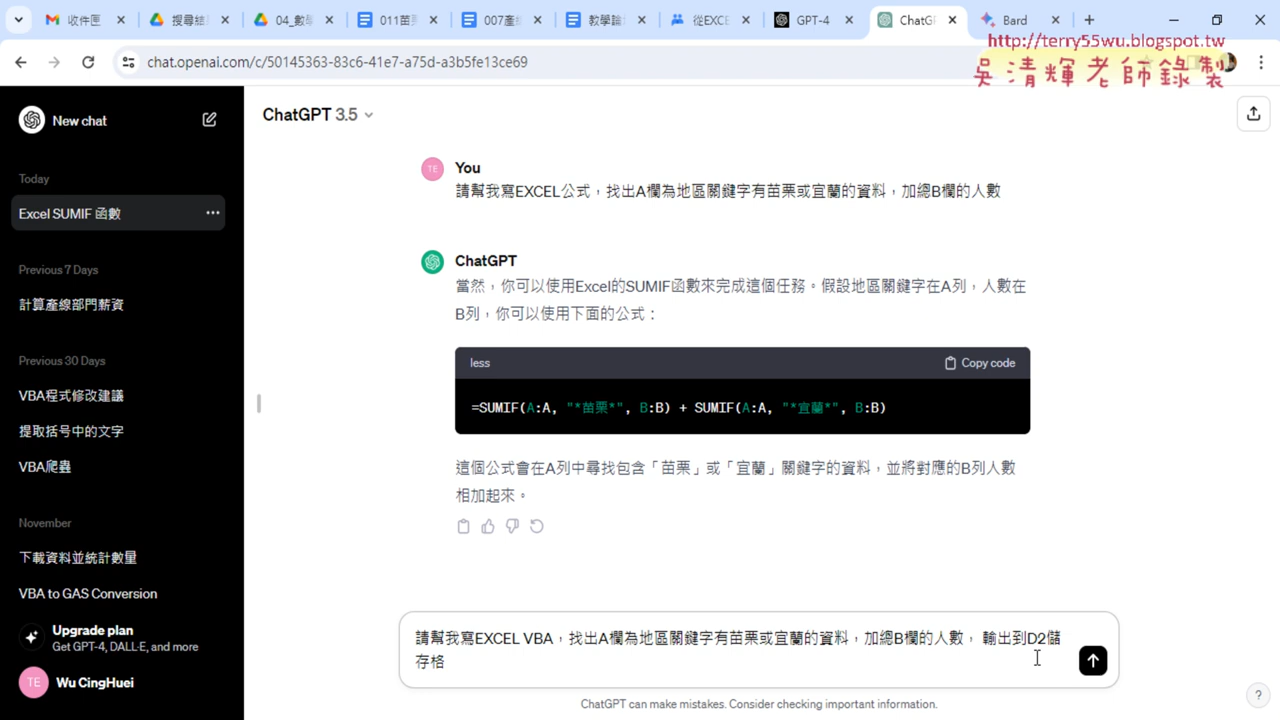 收件匣
搜尋結
04_數學
011苗栗
007產線
教學論壇
從EXCE
GPT-4
ChatGP
Bard
http://terry55wu.blogspot.tw
chat.openai.com/c/50145363-83c6-41e7-a75d-a3b5fe13ce69
吳清輝老師錄製
New chat
ChatGPT 3.5
Today
Excel SUMIF 函數
Previous 7 Days
計算產線部門薪資
Previous 30 Days
VBA程式修改建議
提取括号中的文字
VBA爬蟲
November
下載資料並統計數量
VBA to GAS Conversion
Upgrade plan
Get GPT-4, DALL·E, and more
TE
Wu CingHuei
TE
You
請幫我寫EXCEL公式，找出A欄為地區關鍵字有苗栗或宜蘭的資料，加總B欄的人數
ChatGPT
當然，你可以使用Excel的SUMIF函數來完成這個任務。假設地區關鍵字在A列，人數在
B列，你可以使用下面的公式：
less
Copy code
=SUMIF(A:A, "*苗栗*", B:B) + SUMIF(A:A, "*宜蘭*", B:B)
這個公式會在A列中尋找包含「苗栗」或「宜蘭」關鍵字的資料，並將對應的B列人數
相加起來。
請幫我寫EXCEL VBA，找出A欄為地區關鍵字有苗栗或宜蘭的資料，加總B欄的人數， 輸出到D2儲
存格
ChatGPT can make mistakes. Consider checking important information.
?